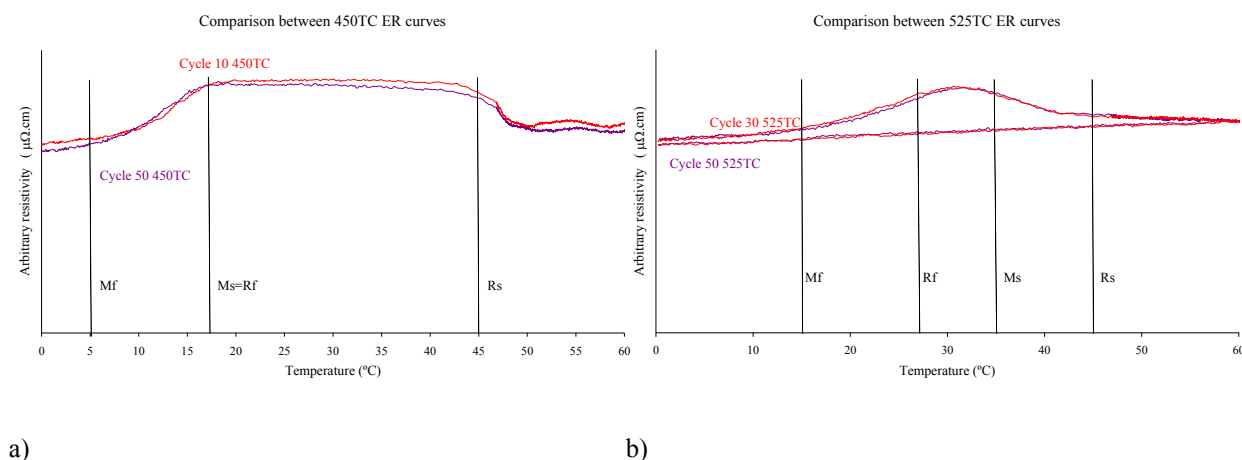 Comparison between 450TC ER curves
Cycle 10 450TC
Cycle 50 450TC
Arbitrary resistivity ( μΩ.cm)
Mf
Ms=Rf
Rs
0 5 10 15 20 25 30 35 40 45 50 55 60
Temperature (ºC)
a)
Comparison between 525TC ER curves
Cycle 30 525TC
Cycle 50 525TC
Arbitrary resistivity ( μΩ.cm)
Mf
Rf
Ms
Rs
0 10 20 30 40 50 60
Temperature (ºC)
b)